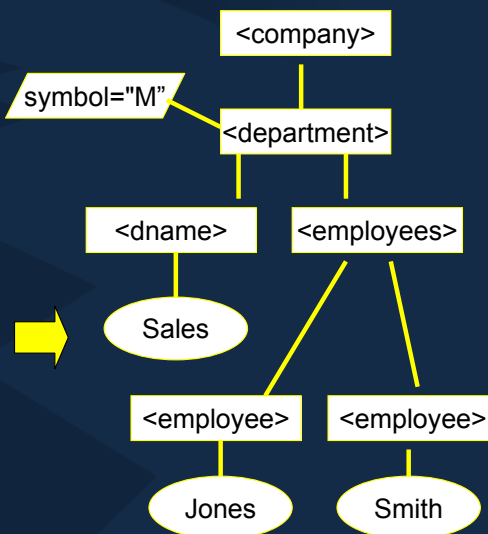 <company>
symbol="M”
<department>
<dname>
<employees>
Sales
<employee>
<employee>
Jones
Smith